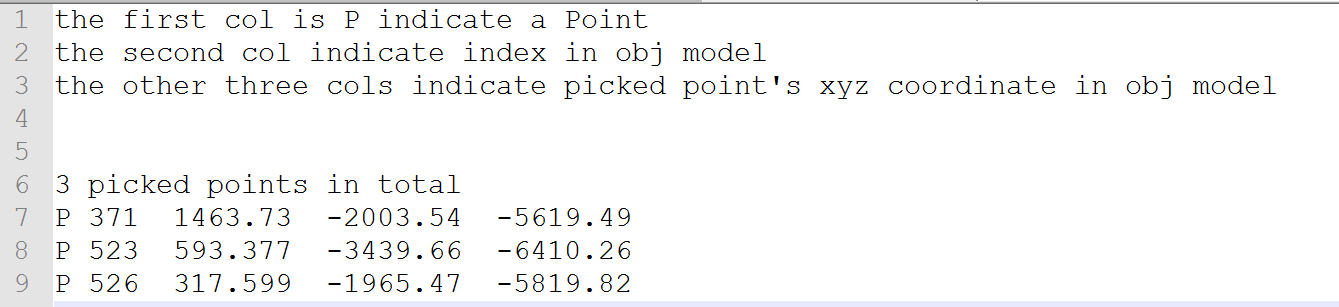 1 the first col is P indicate a Point
2 the second col indicate index in obj model
3 the other three cols indicate picked point's xyz coordinate in obj model
4
5
6 3 picked points in total
7 P 371  1463.73  -2003.54  -5619.49
8 P 523  593.377  -3439.66  -6410.26
9 P 526  317.599  -1965.47  -5819.82